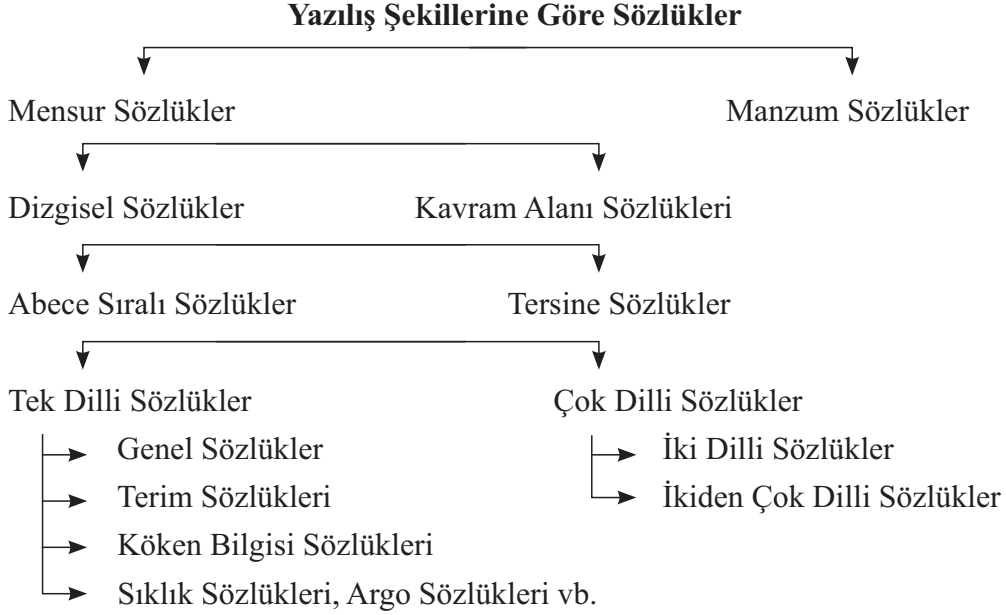 Yazılış Şekillerine Göre Sözlükler
Mensur Sözlükler Manzum Sözlükler
Dizgisel Sözlükler Kavram Alanı Sözlükleri
Abece Sıralı Sözlükler Tersine Sözlükler
Tek Dilli Sözlükler Çok Dilli Sözlükler
Genel Sözlükler İki Dilli Sözlükler
Terim Sözlükleri İkiden Çok Dilli Sözlükler
Köken Bilgisi Sözlükleri
Sıklık Sözlükleri, Argo Sözlükleri vb.